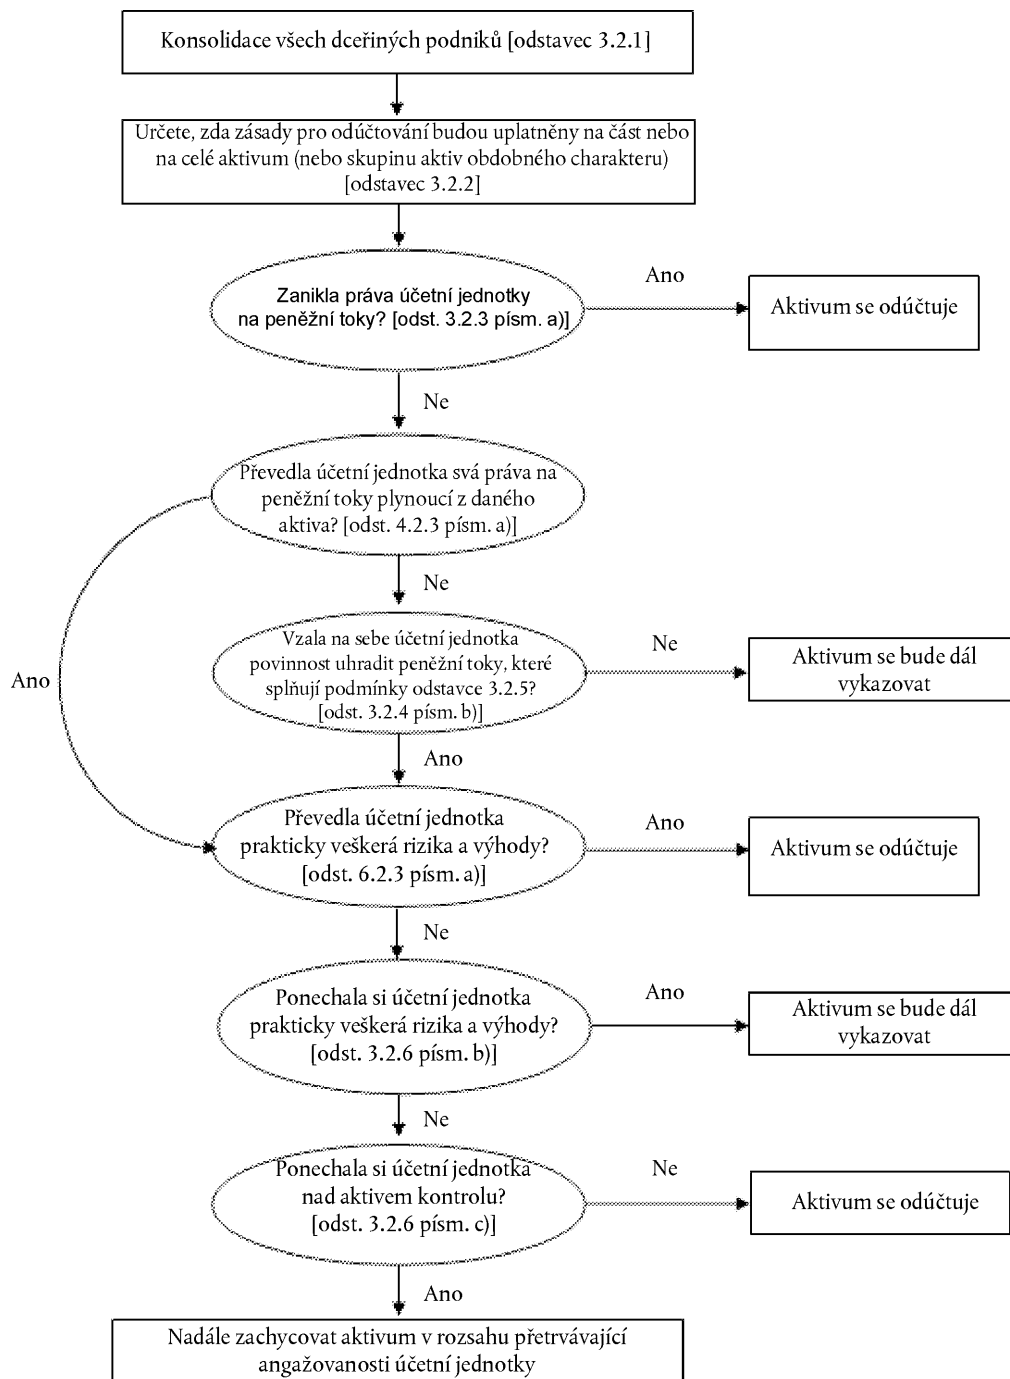 Konsolidace všech dceřiných podniků [odstavec 3.2.1]
Určete, zda zásady pro odúčtování budou uplatněny na část nebo
na celé aktivum (nebo skupinu aktiv obdobného charakteru)
[odstavec 3.2.2]
Zanikla práva účetní jednotky
na peněžní toky? [odst. 3.2.3 písm. a)]
Ano
Aktivum se odúčtuje
Ne
Převedla účetní jednotka svá práva na
peněžní toky plynoucí z daného
aktiva? [odst. 4.2.3 písm. a)]
Ano
Ne
Vzala na sebe účetní jednotka
povinnost uhradit peněžní toky, které
splňují podmínky odstavce 3.2.5?
[odst. 3.2.4 písm. b)]
Ne
Aktivum se bude dál
vykazovat
Ano
Převedla účetní jednotka
prakticky veškerá rizika a výhody?
[odst. 6.2.3 písm. a)]
Ano
Aktivum se odúčtuje
Ne
Ponechala si účetní jednotka
prakticky veškerá rizika a výhody?
[odst. 3.2.6 písm. b)]
Ano
Aktivum se bude dál
vykazovat
Ne
Ponechala si účetní jednotka
nad aktivem kontrolu?
[odst. 3.2.6 písm. c)]
Ne
Aktivum se odúčtuje
Ano
Nadále zachycovat aktivum v rozsahu přetrvávající
angažovanosti účetní jednotky